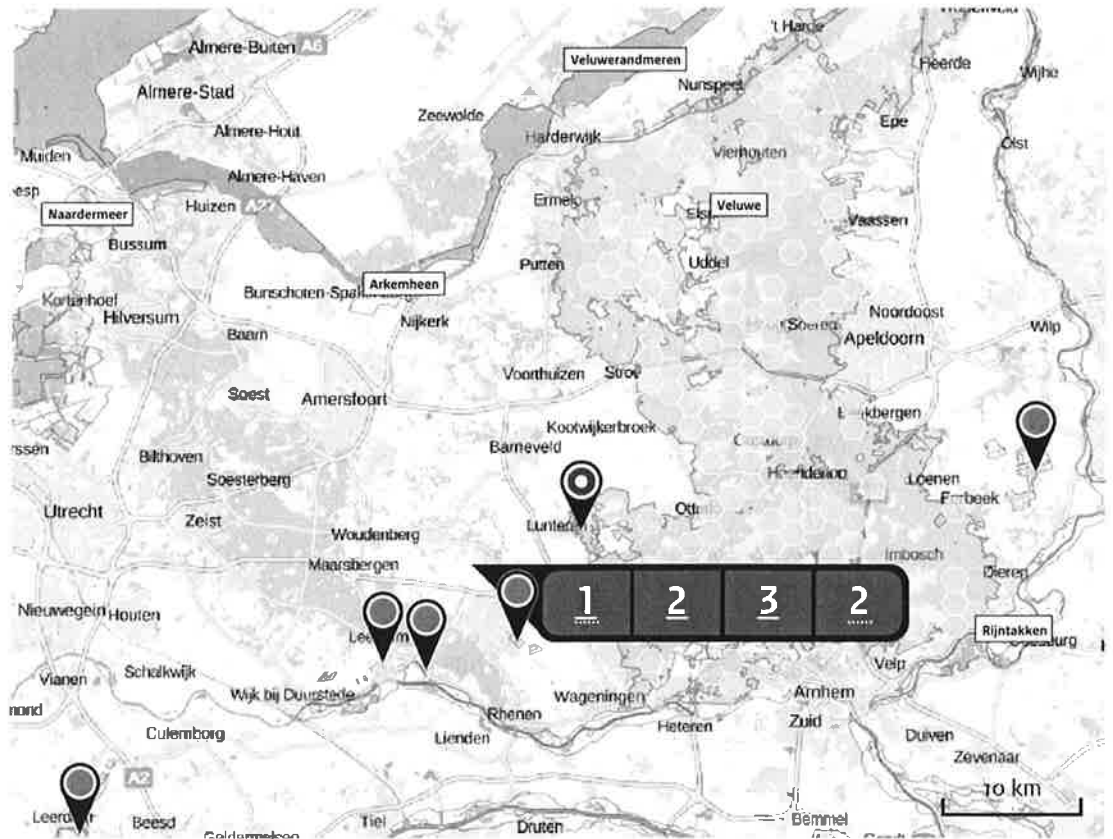 't Harde
Almere-Buiten A6
Veluwerandmeren
Heerde
Wijhe
Nunspeet
Almere-Stad
Zeewolde
Epe
Almere-Hout
Harderwijk
Olst
Vierhouten
Muiden
Almere-Haven
Ermelo
Veluwe
Naardermeer
Huizen A27
Vaassen
Bussum
Putten
Uddel
Arkemheen
Kortenhoef
Hilversum
Nijkerk
Noordoost
Wilp
Baarn
Apeldoorn
Voorthuizen
Soest
Amersfoort
Kootwijkerbroek
Barneveld
Bilthoven
Soesterberg
Loenen
Utrecht
Zeist
Woudenberg
Imbosch
Maarsbergen
Dieren
Nieuwegein Houten
1 2 3 2
Rijntakken
Velp
Vianen
Schalkwijk
Wijk bij Duurstede
Wageningen
Arnhem
Rhenen
Culemborg
Lienden
Heteren
Zuid
Duiven
Zevenaar
A2
10 km
Beesd
Tiel
Druten
Bemmel